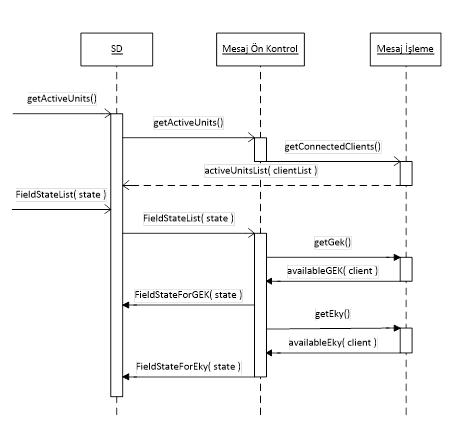 SD
Mesaj Ön Kontrol
Mesaj İşleme
getActiveUnits()
getActiveUnits()
getConnectedClients()
activeUnitsList( clientList )
FieldStateList( state )
FieldStateList( state )
getGek()
availableGEK( client )
FieldStateForGEK( state )
getEky()
availableEky( client )
FieldStateForEky( state )